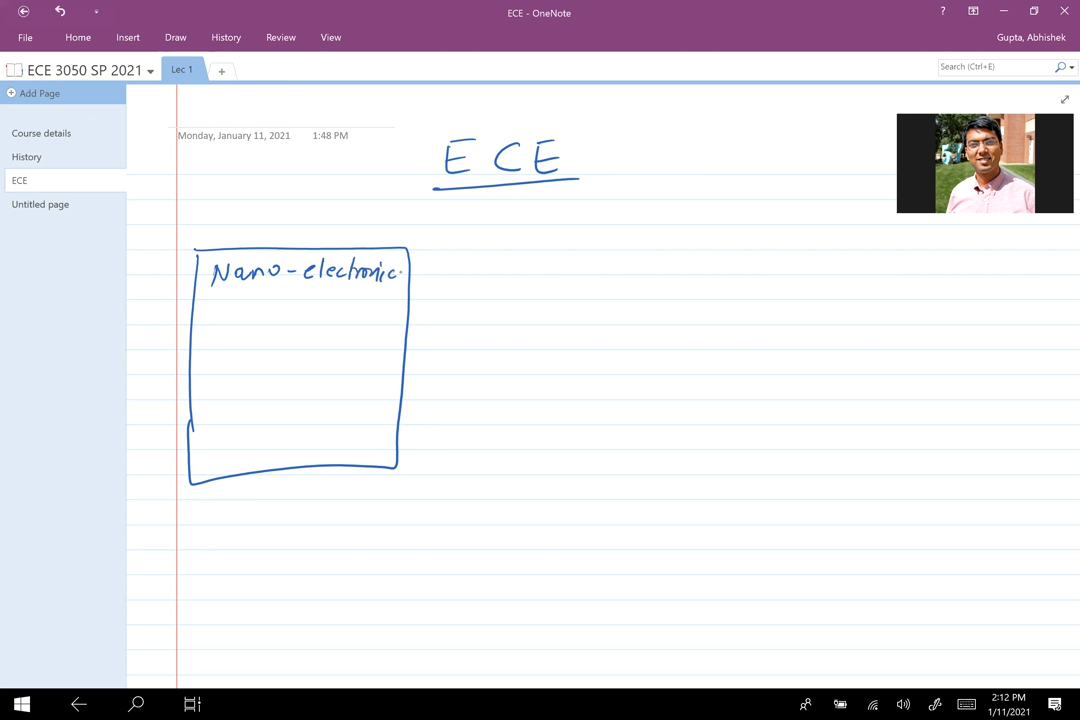 ECE - OneNote
?
File Home Insert Draw History Review View
Gupta, Abhishek
ECE 3050 SP 2021
Lec 1
+
Search (Ctrl+E)
Add Page
Course details
History
ECE
Untitled page
Monday, January 11, 2021 1:48 PM
ECE
Nano-electronic
2:12 PM
1/11/2021